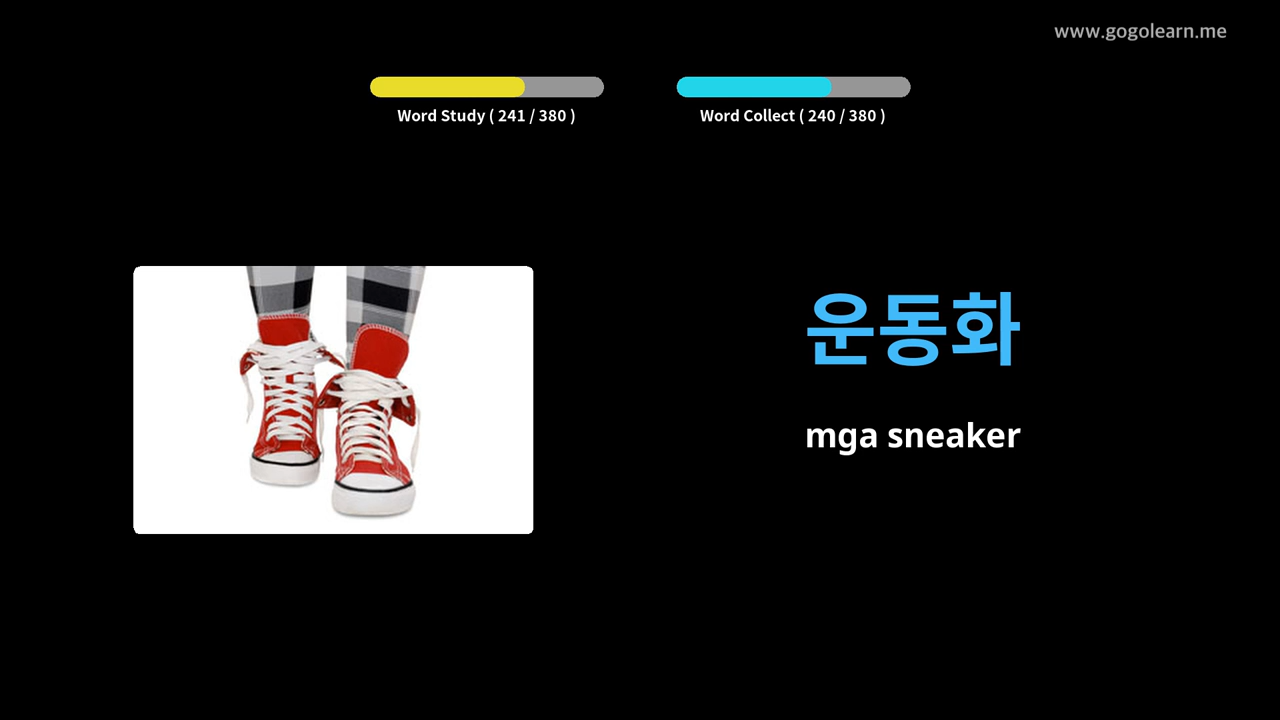 www.gogolearn.me
Word Study ( 241 / 380 )
Word Collect ( 240 / 380 )
운동화
mga sneaker